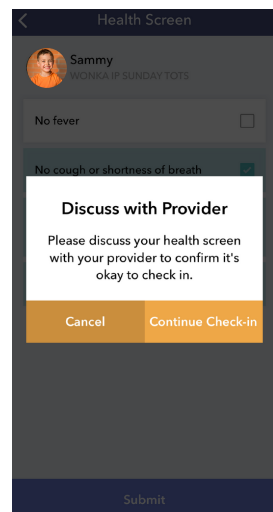 Health Screen
Sammy
WONKA IP SUNDAY TOTS
No fever
No cough or shortness of breath
Discuss with Provider
Please discuss your health screen
with your provider to confirm it's
okay to check in.
Cancel
Continue Check-in
Submit